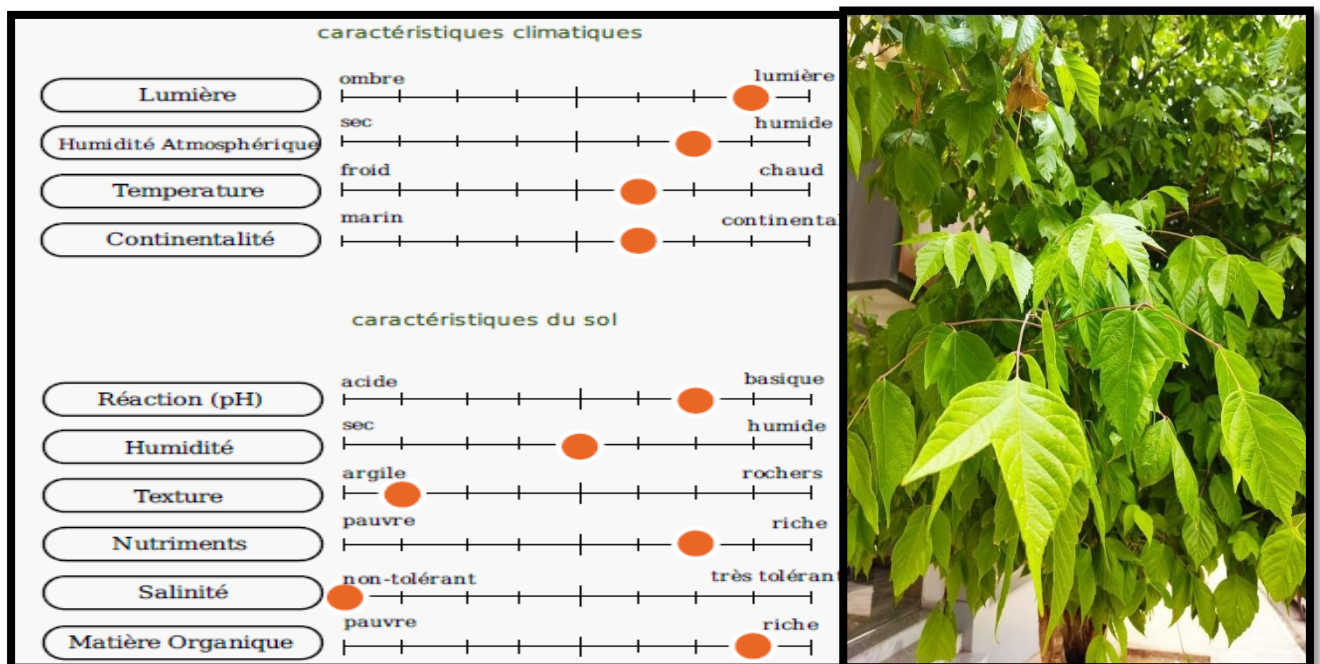 caractéristiques climatiques
Lumière ombre lumière
Humidité Atmosphérique sec humide
Temperature froid chaud
Continentalité marin continenta
caractéristiques du sol
Réaction (pH) acide basique
Humidité sec humide
Texture argile rochers
Nutriments pauvre riche
Salinité non-tolérant très tolérant
Matière Organique pauvre riche